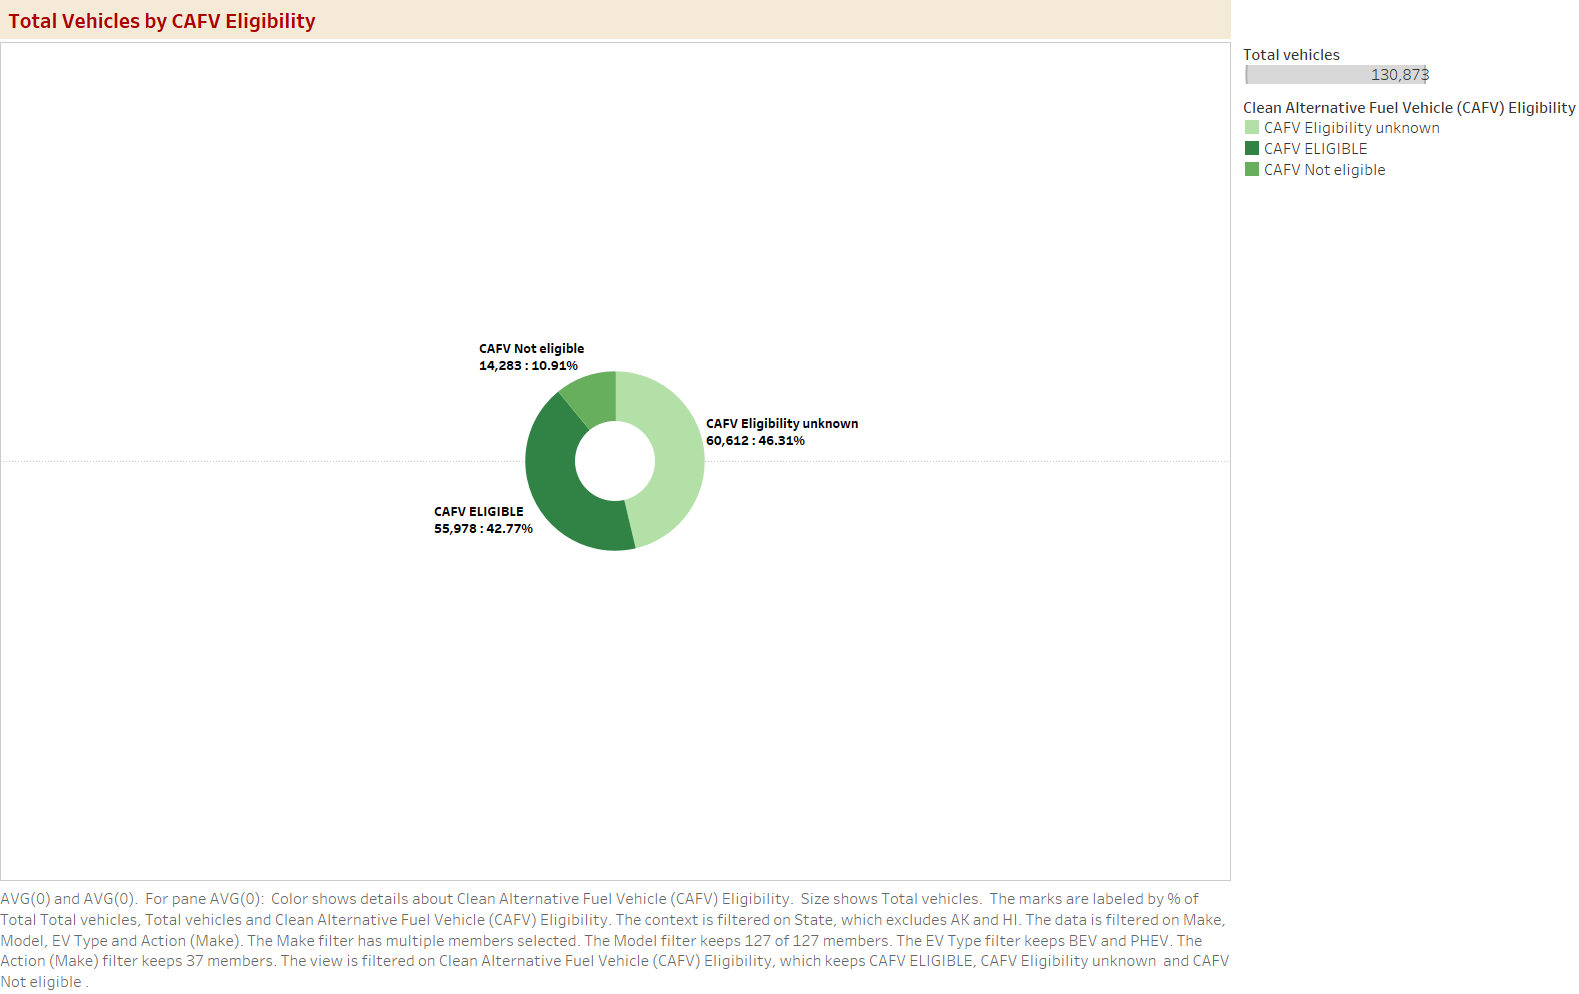 Total Vehicles by CAFV Eligibility
Total vehicles
130,873
Clean Alternative Fuel Vehicle (CAFV) Eligibility
CAFV Eligibility unknown
CAFV ELIGIBLE
CAFV Not eligible
CAFV Not eligible
14,283 : 10.91%
CAFV Eligibility unknown
60,612 : 46.31%
CAFV ELIGIBLE
55,978 : 42.77%
AVG(0) and AVG(0).  For pane AVG(0):  Color shows details about Clean Alternative Fuel Vehicle (CAFV) Eligibility.  Size shows Total vehicles.  The marks are labeled by % of
Total Total vehicles, Total vehicles and Clean Alternative Fuel Vehicle (CAFV) Eligibility. The context is filtered on State, which excludes AK and HI. The data is filtered on Make,
Model, EV Type and Action (Make). The Make filter has multiple members selected. The Model filter keeps 127 of 127 members. The EV Type filter keeps BEV and PHEV. The
Action (Make) filter keeps 37 members. The view is filtered on Clean Alternative Fuel Vehicle (CAFV) Eligibility, which keeps CAFV ELIGIBLE, CAFV Eligibility unknown  and CAFV
Not eligible .